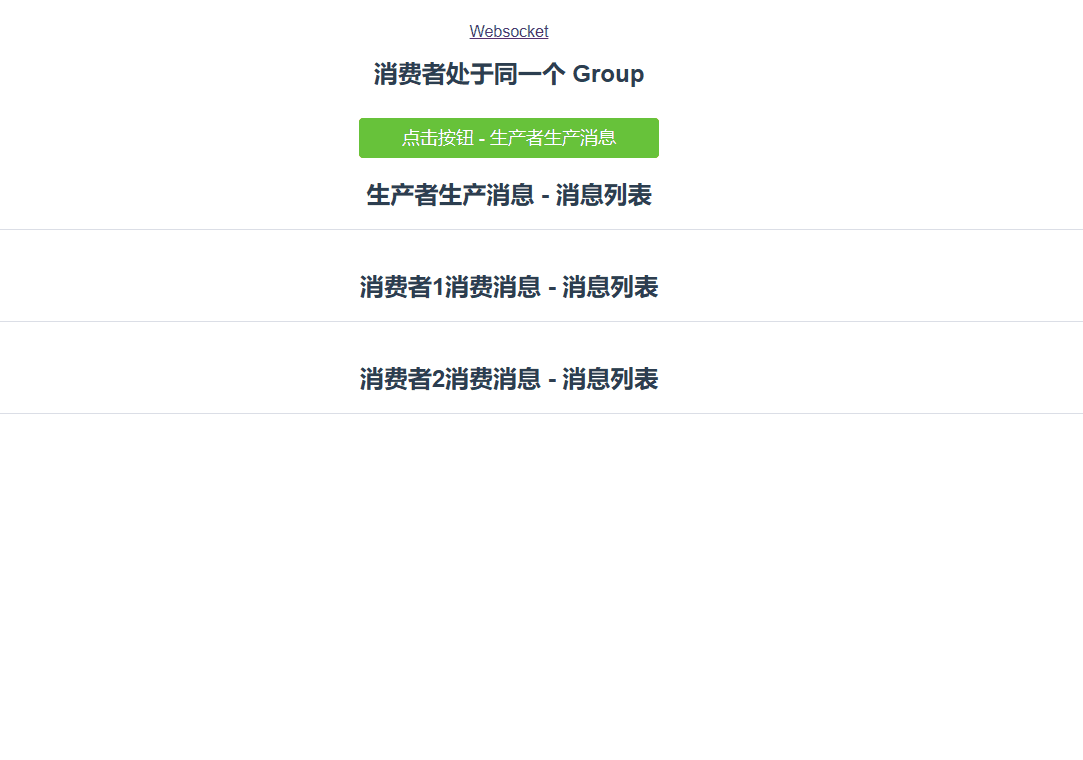 Websocket
消费者处于同一个 Group
点击按钮 - 生产者生产消息
生产者生产消息 - 消息列表
消费者1消费消息 - 消息列表
消费者2消费消息 - 消息列表